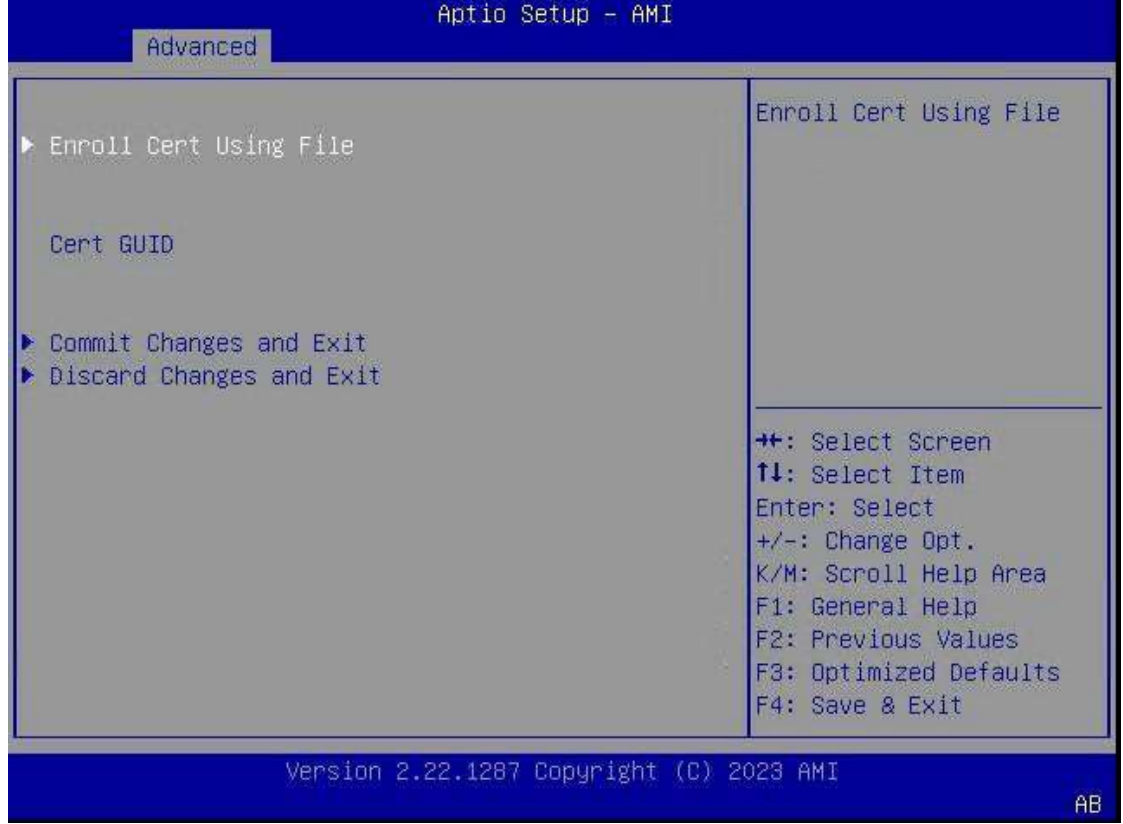 Aptio Setup – AMI
Advanced
▶ Enroll Cert Using File
Cert GUID
▶ Commit Changes and Exit
▶ Discard Changes and Exit
Enroll Cert Using File
→←: Select Screen
↑↓: Select Item
Enter: Select
+/-: Change Opt.
K/M: Scroll Help Area
F1: General Help
F2: Previous Values
F3: Optimized Defaults
F4: Save & Exit
Version 2.22.1287 Copyright (C) 2023 AMI
AB